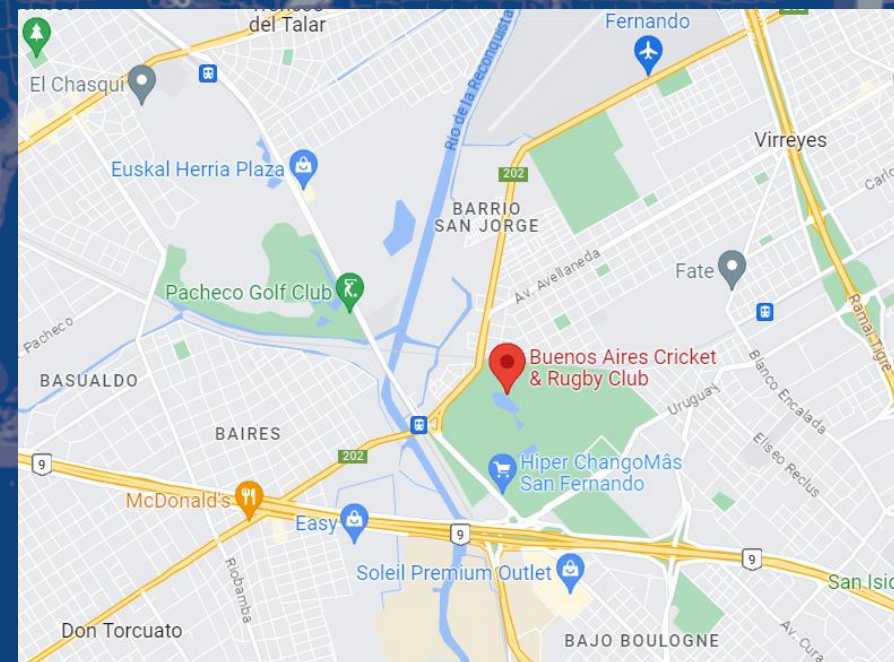 del Talar
Fernando
El Chasqui
Río de la Reconquista
Virreyes
Euskal Herria Plaza
202
BARRIO
SAN JORGE
Av. Avellaneda
Fate
Pacheco Golf Club
Pacheco
Ramal Tigre
Buenos Aires Cricket
& Rugby Club
BASUALDO
Uruguay
Blanco Encalada
BAIRES
Eliseo Reclus
202
9
Hiper ChangoMâs
San Fernando
McDonald's
Easy
9
9
Riobamba
Soleil Premium Outlet
Don Torcuato
BAJO BOULOGNE